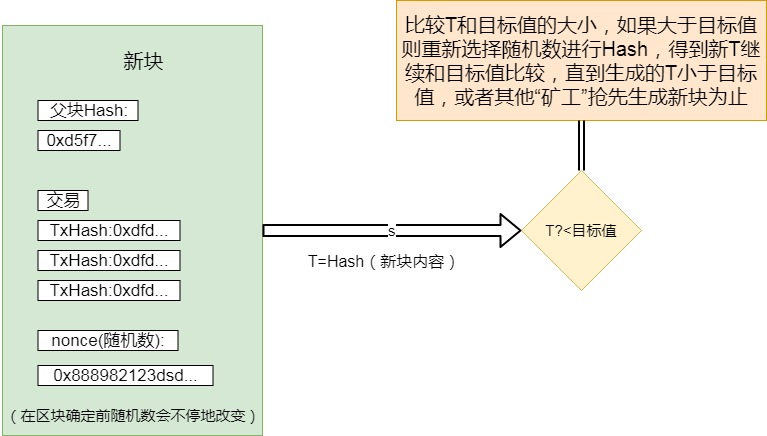 新块
父块Hash:
0xd5f7...
交易
TxHash:0xdfd...
TxHash:0xdfd...
TxHash:0xdfd...
nonce(随机数):
0x888982123dsd...
（在区块确定前随机数会不停地改变）
s
T=Hash（新块内容）
比较T和目标值的大小，如果大于目标值
则重新选择随机数进行Hash，得到新T继
续和目标值比较，直到生成的T小于目标
值，或者其他“矿工”抢先生成新块为止
T?<目标值